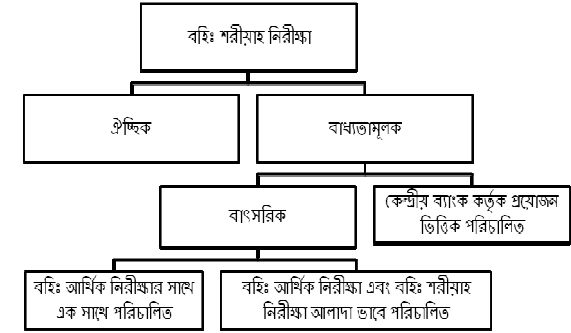 বহিঃ শরীয়াহ নিরীক্ষা
ঐচ্ছিক
বাধ্যতামূলক
বাৎসরিক
কেন্দ্রীয় ব্যাংক কর্তৃক প্রয়োজন
ভিত্তিক পরিচালিত
বহিঃ আর্থিক নিরীক্ষার সাথে
এক সাথে পরিচালিত
বহিঃ আর্থিক নিরীক্ষা এবং বহিঃ শরীয়াহ
নিরীক্ষা আলাদা ভাবে পরিচালিত